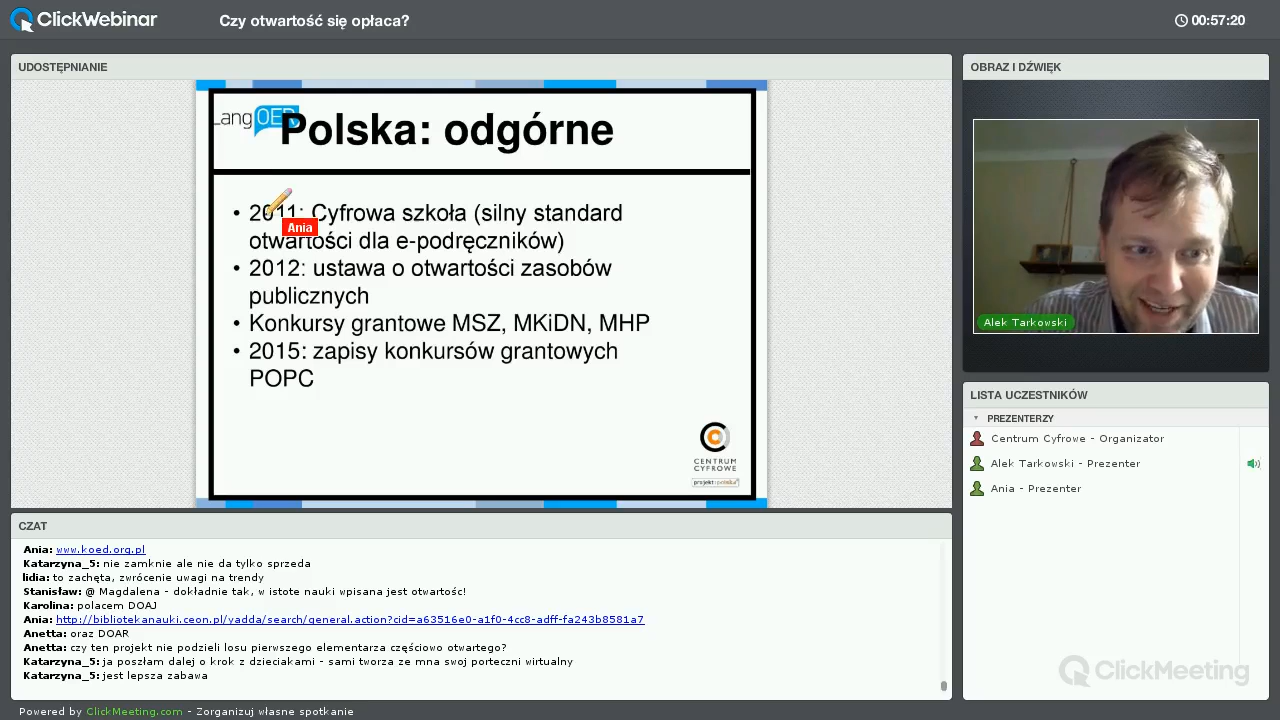 ClickWebinar
Czy otwartość się opłaca?
00:57:20
UDOSTĘPNIANIE
LangOER
Polska: odgórne
• 2011: Cyfrowa szkoła (silny standard
Ania
otwartości dla e-podręczników)
• 2012: ustawa o otwartości zasobów
publicznych
• Konkursy grantowe MSZ, MKiDN, MHP
• 2015: zapisy konkursów grantowych
POPC
CENTRUM
CYFROWE
projekt: polska
OBRAZ I DŹWIĘK
Alek Tarkowski
LISTA UCZESTNIKÓW
PREZENTERZY
Centrum Cyfrowe - Organizator
Alek Tarkowski - Prezenter
Ania - Prezenter
ClickMeeting
CZAT
Ania: www.koed.org.pl
Katarzyna_5: nie zamknie ale nie da tylko sprzeda
lidia: to zachęta, zwrócenie uwagi na trendy
Stanisław: @ Magdalena - dokładnie tak, w istote nauki wpisana jest otwartośc!
Karolina: polacem DOAJ
Ania: http://bibliotekanauki.ceon.pl/yadda/search/general.action?cid=a63516e0-a1f0-4cc8-adff-fa243b8581a7
Anetta: oraz DOAR
Anetta: czy ten projekt nie podzieli losu pierwszego elementarza częściowo otwartego?
Katarzyna_5: ja poszłam dalej o krok z dzieciakami - sami tworza ze mna swoj porteczni wirtualny
Katarzyna_5: jest lepsza zabawa
Powered by ClickMeeting.com - Zorganizuj własne spotkanie